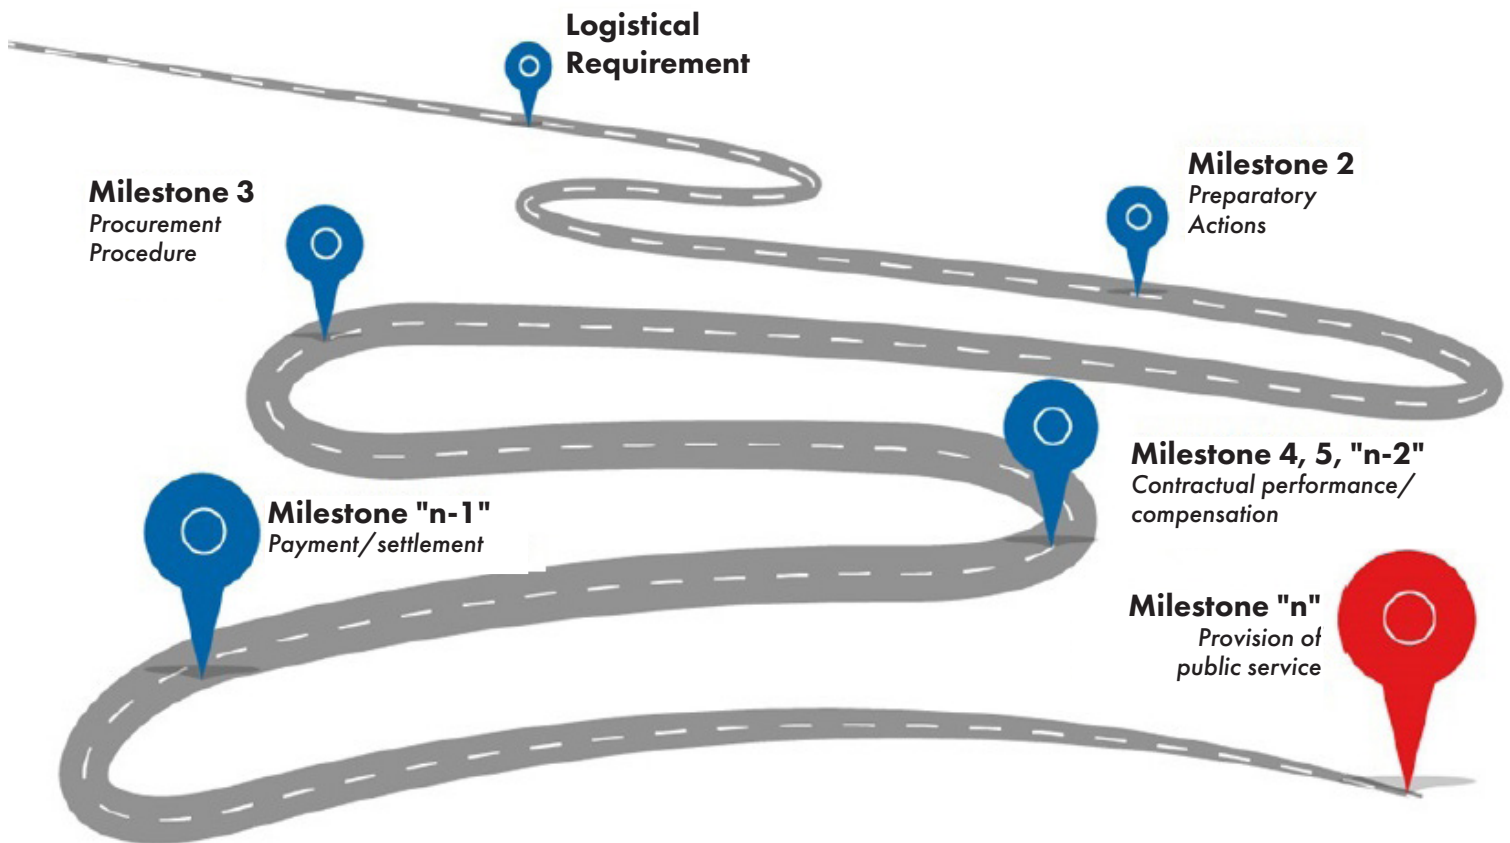 Logistical
Requirement
Milestone 2
Preparatory
Actions
Milestone 3
Procurement
Procedure
Milestone 4, 5, "n-2"
Contractual performance/
compensation
Milestone "n-1"
Payment/settlement
Milestone "n"
Provision of
public service